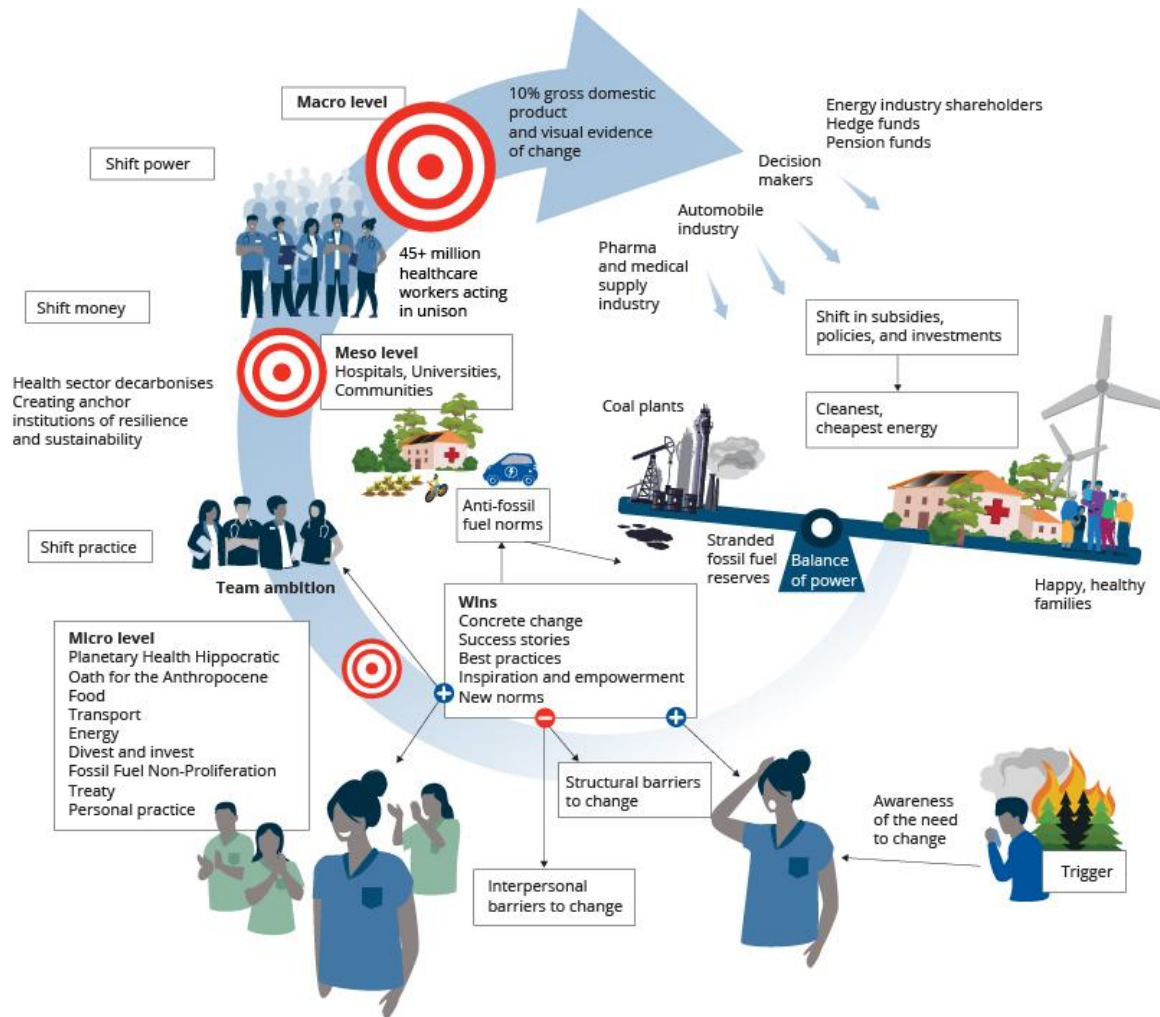 Macro level
10% gross domestic
product
and visual evidence
of change
Energy industry shareholders
Hedge funds
Pension funds
Decision
makers
Automobile
industry
Pharma
and medical
supply
industry
Shift power
45+ million
healthcare
workers acting
in unison
Shift money
Meso level
Hospitals, Universities,
Communities
Health sector decarbonises
Creating anchor
institutions of resilience
and sustainability
Shift in subsidies,
policies, and investments
Cleanest,
cheapest energy
Coal plants
Anti-fossil
fuel norms
Stranded
fossil fuel
reserves
Balance
of power
Happy, healthy
families
Shift practice
Team ambition
Wins
Concrete change
Success stories
Best practices
Inspiration and empowerment
New norms
Micro level
Planetary Health Hippocratic
Oath for the Anthropocene
Food
Transport
Energy
Divest and invest
Fossil Fuel Non-Proliferation
Treaty
Personal practice
Structural barriers
to change
Interpersonal
barriers to change
Awareness
of the need
to change
Trigger